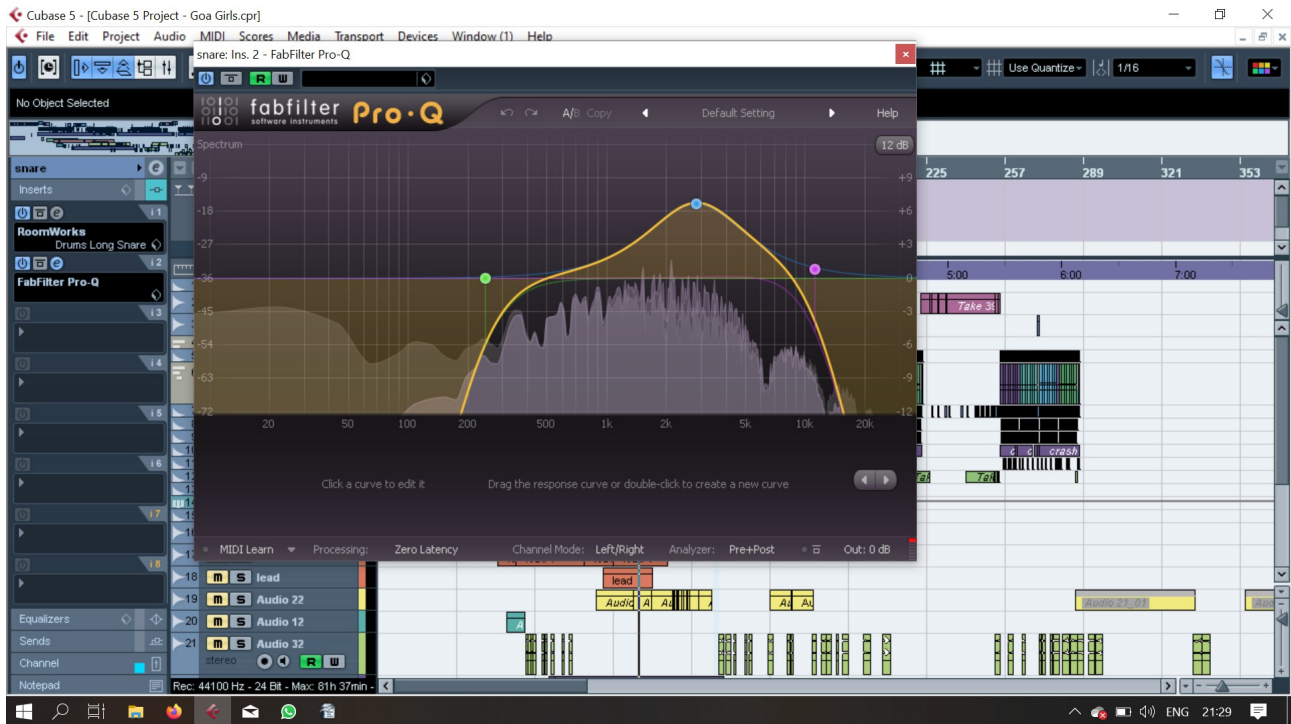 Cubase 5 - [Cubase 5 Project - Goa Girls.cpr]
File Edit Project Audio MIDI Scores Media Transport Devices Window (1) Help
snare: Ins. 2 - FabFilter Pro-Q
R W
Use Quantize
1/16
No Object Selected
fabfilter
software instruments
Pro·Q
A/B Copy
Default Setting
Help
Spectrum
12 dB
-9 +9
-18 +6
-27 +3
-36 0
-45 -3
-54 -6
-63 -9
-72 -12
20 50 100 200 500 1k 2k 5k 10k 20k
Click a curve to edit it
Drag the response curve or double-click to create a new curve
MIDI Learn Processing: Zero Latency Channel Mode: Left/Right Analyzer: Pre+Post Out: 0 dB
snare
Inserts
i 1
RoomWorks
Drums Long Snare
i 2
FabFilter Pro-Q
i 3
i 4
i 5
i 6
i 7
i 8
Equalizers
Sends
Channel
Notepad
225 257 289 321 353
5:00 6:00 7:00
Take 39
crash
18 m S lead
lead
19 m S Audio 22
Audio 21_01
20 m S Audio 12
21 m S Audio 32
stereo R W
Rec: 44100 Hz - 24 Bit - Max: 81h 37min -
ENG 21:29